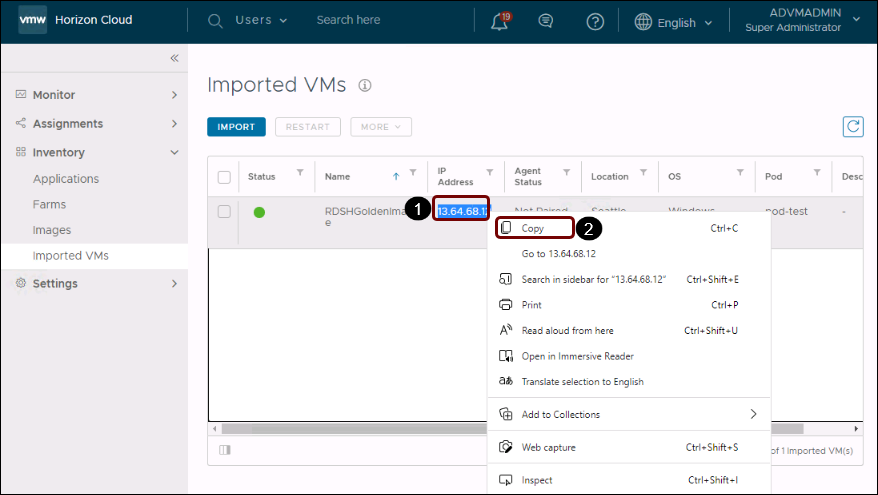 vmw Horizon Cloud Users Search here 19 English ADVMADMIN
Super Administrator
Monitor
Assignments
Inventory
Applications
Farms
Images
Imported VMs
Settings
Imported VMs
IMPORT RESTART MORE
Status Name IP Address Agent Status Location OS Pod Desc
RDSHGoldenIma
e
1 13.64.68.12 Not Paired Seattle Windows pod-test -
Copy Ctrl+C 2
Go to 13.64.68.12
Search in sidebar for “13.64.68.12” Ctrl+Shift+E
Print Ctrl+P
Read aloud from here Ctrl+Shift+U
Open in Immersive Reader
Translate selection to English
Add to Collections
Web capture Ctrl+Shift+S
Inspect Ctrl+Shift+I
of 1 Imported VM(s)